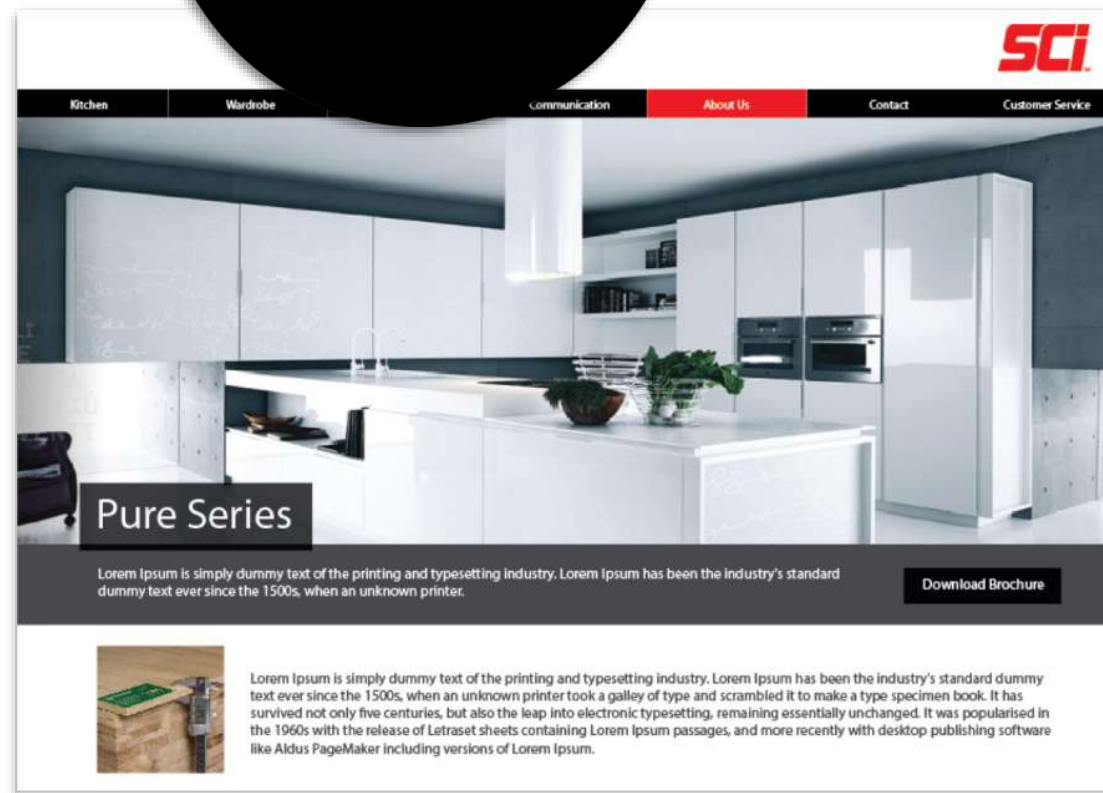 SCi
Kitchen
Wardrobe
Communication
About Us
Contact
Customer Service
Pure Series
Lorem Ipsum is simply dummy text of the printing and typesetting industry. Lorem Ipsum has been the industry's standard
dummy text ever since the 1500s, when an unknown printer.
Download Brochure
Lorem Ipsum is simply dummy text of the printing and typesetting industry. Lorem Ipsum has been the industry's standard dummy
text ever since the 1500s, when an unknown printer took a galley of type and scrambled it to make a type specimen book. It has
survived not only five centuries, but also the leap into electronic typesetting, remaining essentially unchanged. It was popularised in
the 1960s with the release of Letraset sheets containing Lorem Ipsum passages, and more recently with desktop publishing software
like Aldus PageMaker including versions of Lorem Ipsum.